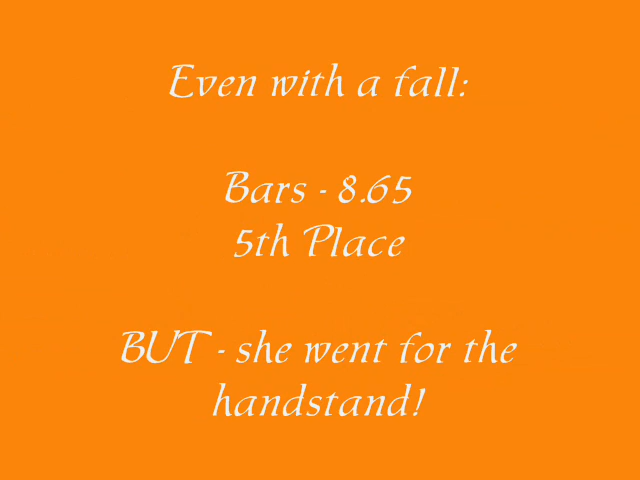 Even with a fall:
Bars - 8.65
5th Place
BUT - she went for the
handstand!